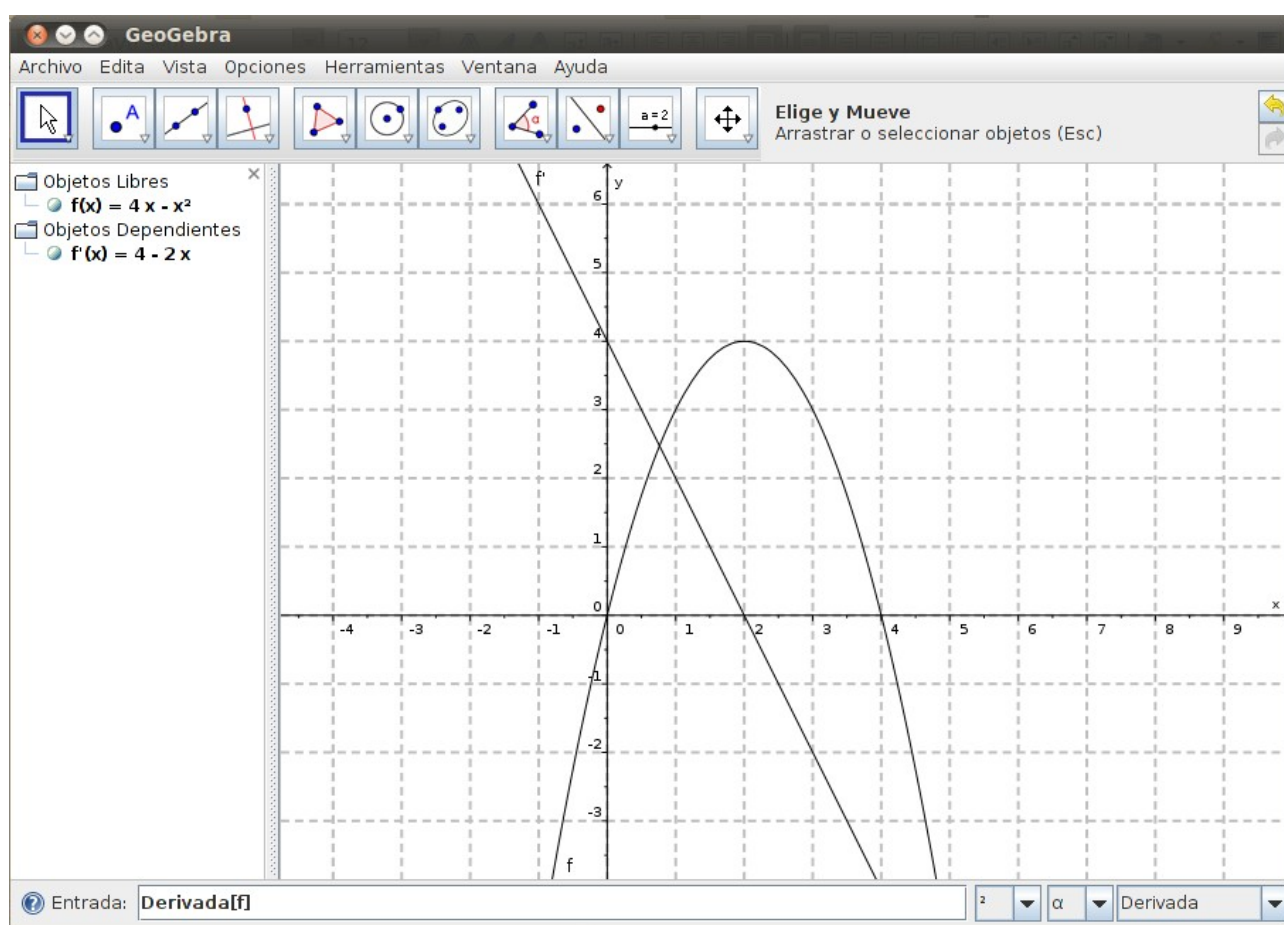 GeoGebra
Archivo Edita Vista Opciones Herramientas Ventana Ayuda
A
α
a = 2
Elige y Mueve
Arrastrar o seleccionar objetos (Esc)
Objetos Libres
f(x) = 4 x - x²
Objetos Dependientes
f'(x) = 4 - 2 x
f'
y
6
5
4
3
2
1
0
x
-4 -3 -2 -1 0 1 2 3 4 5 6 7 8 9
-1
-2
-3
f
Entrada: Derivada[f] ² α Derivada